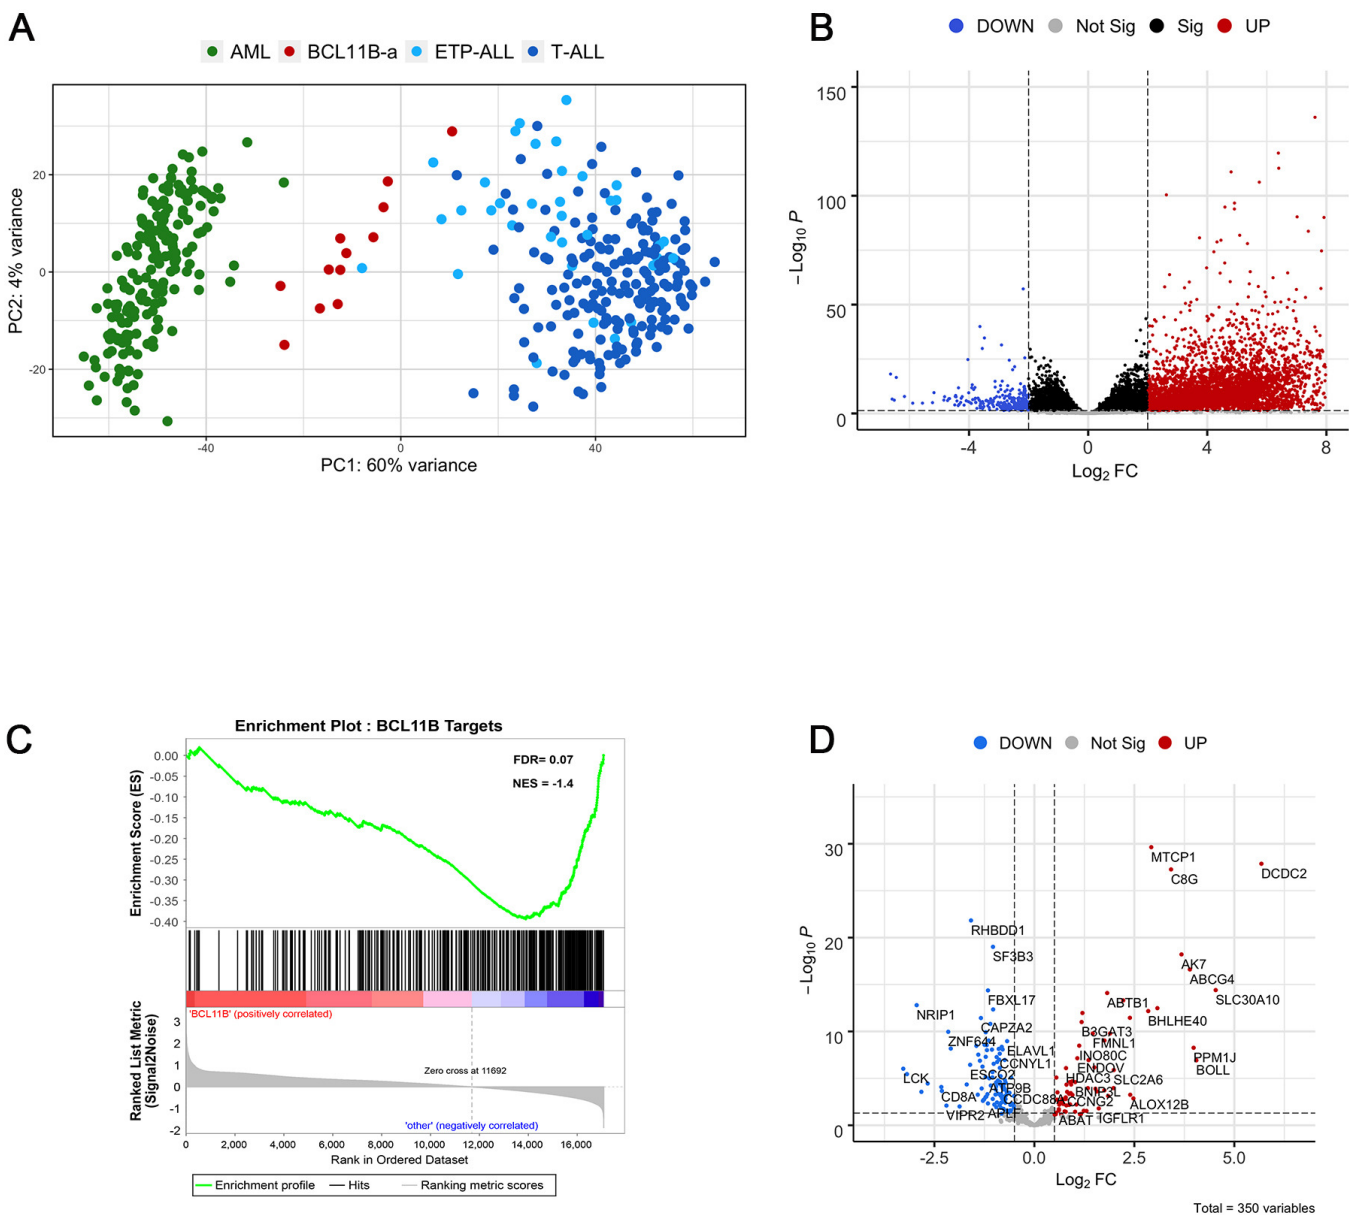 A
AML BCL11B-a ETP-ALL T-ALL
PC2: 4% variance
20
0
-20
-40 0 40
PC1: 60% variance
B
DOWN Not Sig Sig UP
−Log10 P
150
100
50
0
-4 0 4 8
Log2 FC
C
Enrichment Plot : BCL11B Targets
FDR= 0.07
NES = -1.4
Enrichment Score (ES)
0.00
-0.05
-0.10
-0.15
-0.20
-0.25
-0.30
-0.35
-0.40
'BCL11B' (positively correlated)
Ranked List Metric
(Signal2Noise)
3
2
1
0
-1
-2
Zero cross at 11692
'other' (negatively correlated)
0 2,000 4,000 6,000 8,000 10,000 12,000 14,000 16,000
Rank in Ordered Dataset
Enrichment profile Hits Ranking metric scores
D
DOWN Not Sig UP
−Log10 P
30
20
10
0
MTCP1
DCDC2
C8G
RHBDD1
SF3B3
AK7
ABCG4
FBXL17
ABTB1
SLC30A10
NRIP1
BHLHE40
CAPZA2
B3GAT3
ZNF644
FMNL1
ELAVL1
INO80C
PPM1J
CCNYL1
ENDOV
BOLL
LCK
ESCO2
HDAC3
SLC2A6
ATP9B
BNIP3L
CD8A
CCDC88A
CCNG2
ALOX12B
VIPR2
APLF
ABAT
IGFLR1
-2.5 0.0 2.5 5.0
Log2 FC
Total = 350 variables